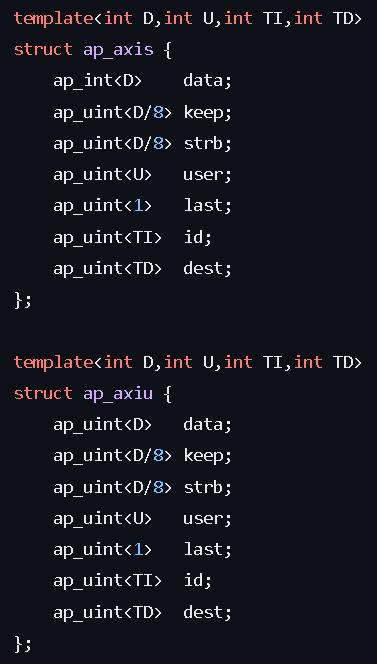 template<int D,int U,int TI,int TD>
struct ap_axis {
    ap_int<D>    data;
    ap_uint<D/8> keep;
    ap_uint<D/8> strb;
    ap_uint<U>   user;
    ap_uint<1>   last;
    ap_uint<TI>  id;
    ap_uint<TD>  dest;
};

template<int D,int U,int TI,int TD>
struct ap_axiu {
    ap_uint<D>   data;
    ap_uint<D/8> keep;
    ap_uint<D/8> strb;
    ap_uint<U>   user;
    ap_uint<1>   last;
    ap_uint<TI>  id;
    ap_uint<TD>  dest;
};